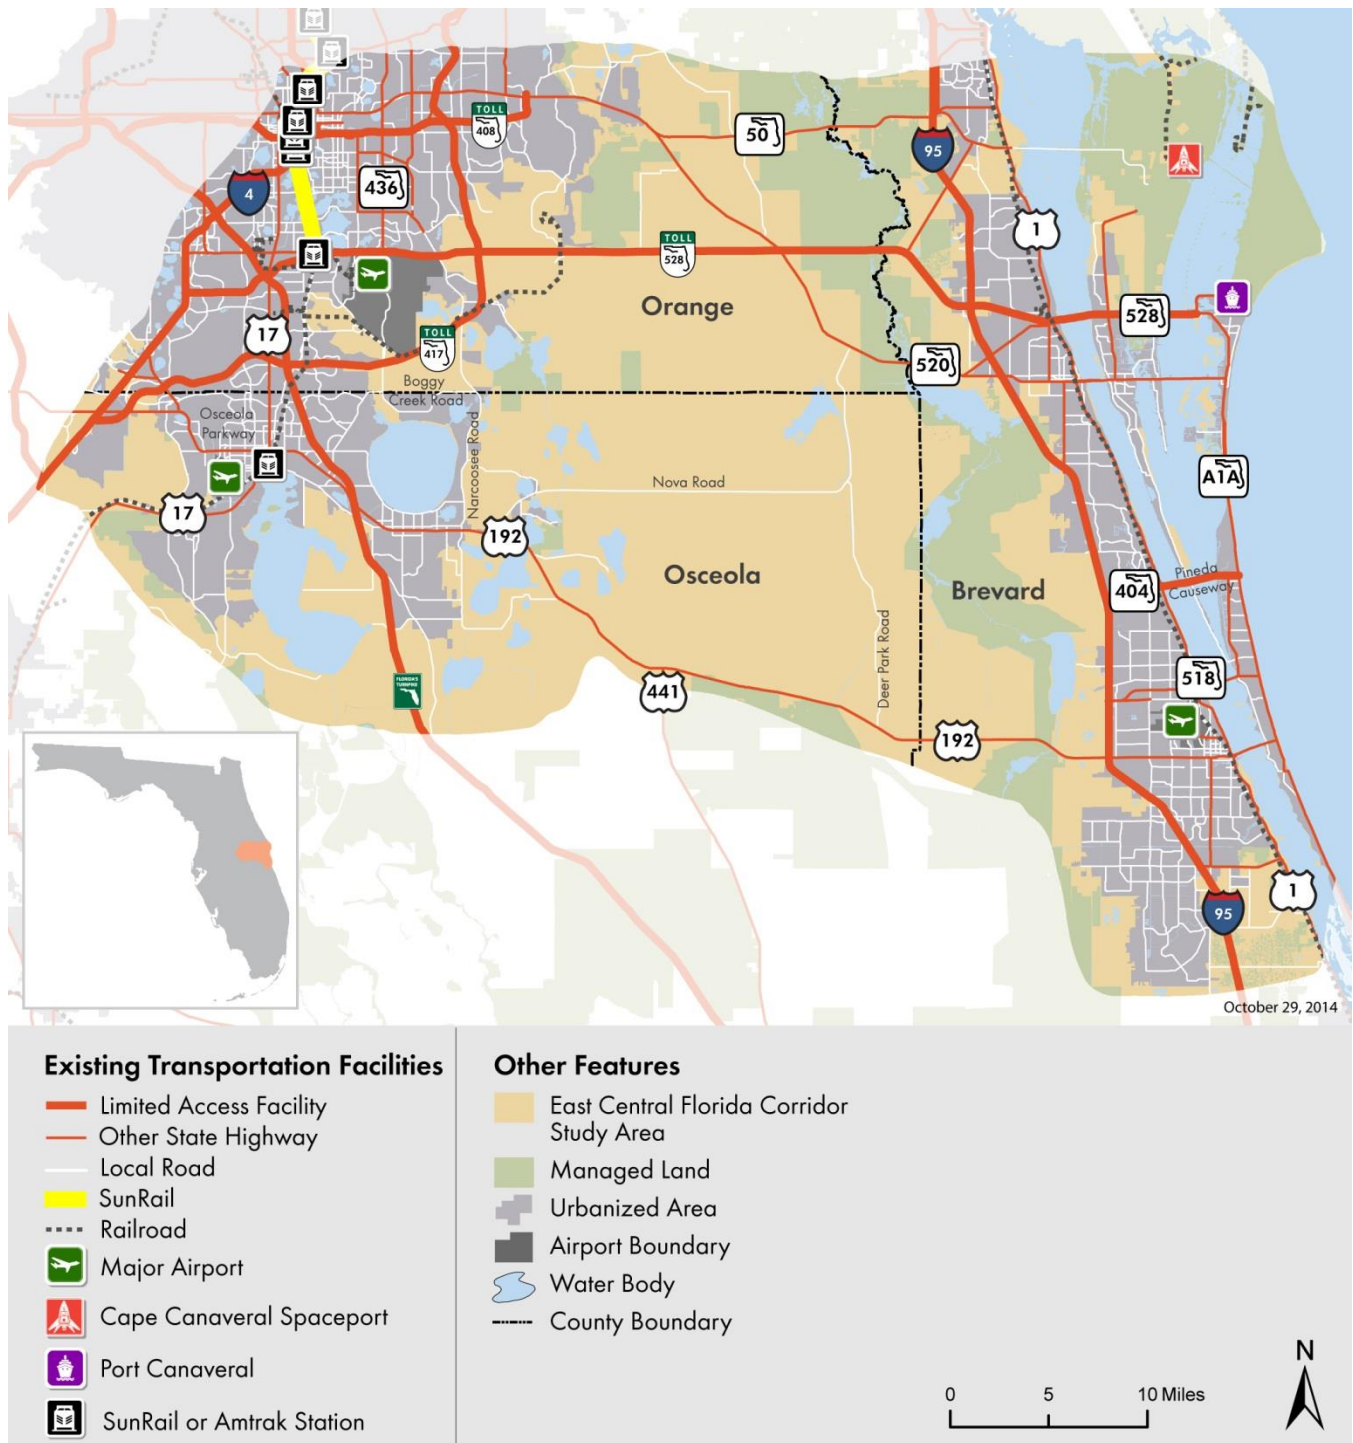 TOLL
408
50
95
4
436
1
TOLL
528
Orange
528
17
TOLL
417
520
Boggy
Creek Road
Osceola
Parkway
Narcoossee Road
A1A
Nova Road
17
192
Osceola
Brevard
404
Pineda
Causeway
Deer Park Road
518
FLORIDA'S
TURNPIKE
441
192
1
95
October 29, 2014
Existing Transportation Facilities
Limited Access Facility
Other State Highway
Local Road
SunRail
Railroad
Major Airport
Cape Canaveral Spaceport
Port Canaveral
SunRail or Amtrak Station
Other Features
East Central Florida Corridor
Study Area
Managed Land
Urbanized Area
Airport Boundary
Water Body
County Boundary
N
0 5 10 Miles